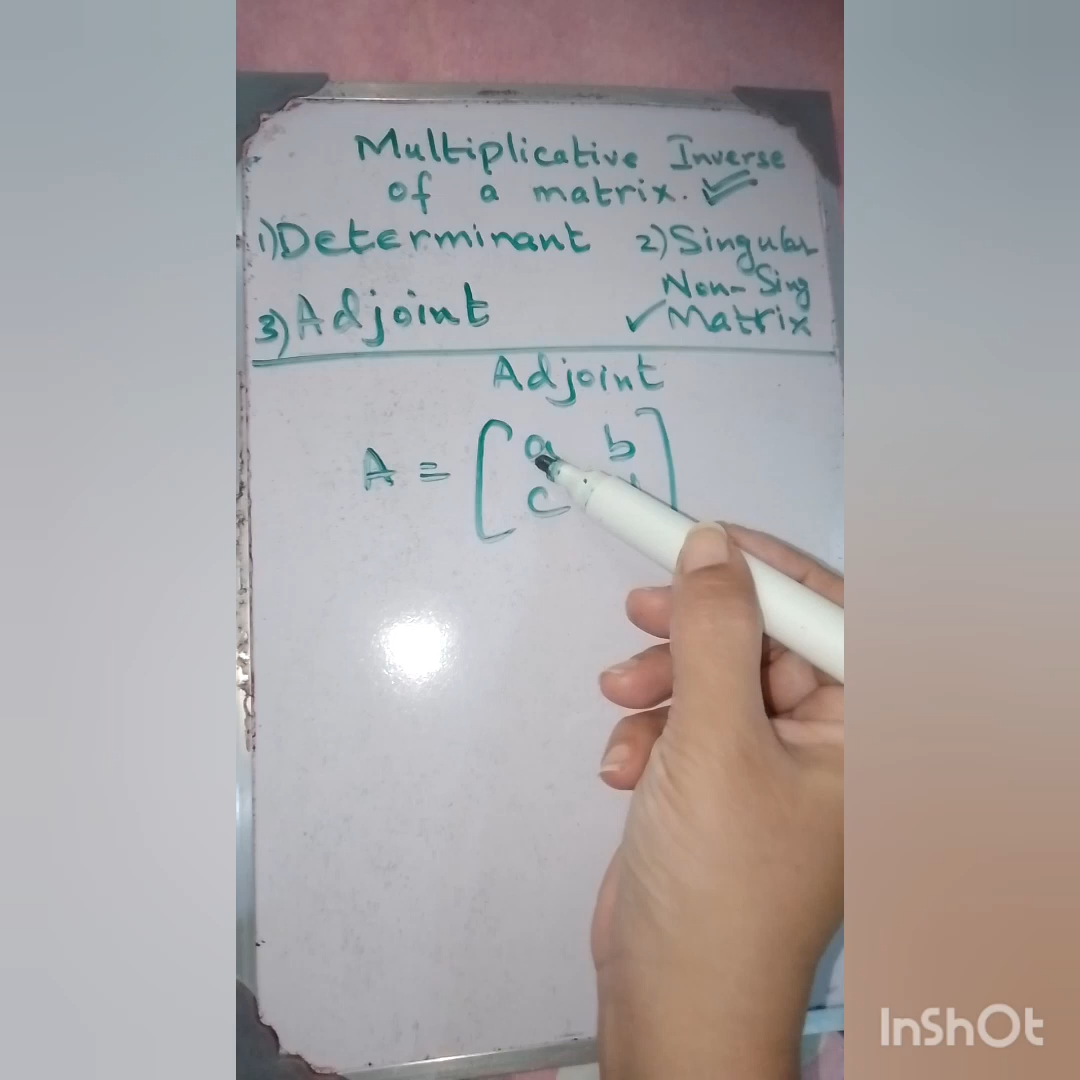 Multiplicative Inverse
of a matrix.
1) Determinant 2) Singular
Non-Sing
3) Adjoint Matrix
Adjoint
A = [ a b
c
InShOt